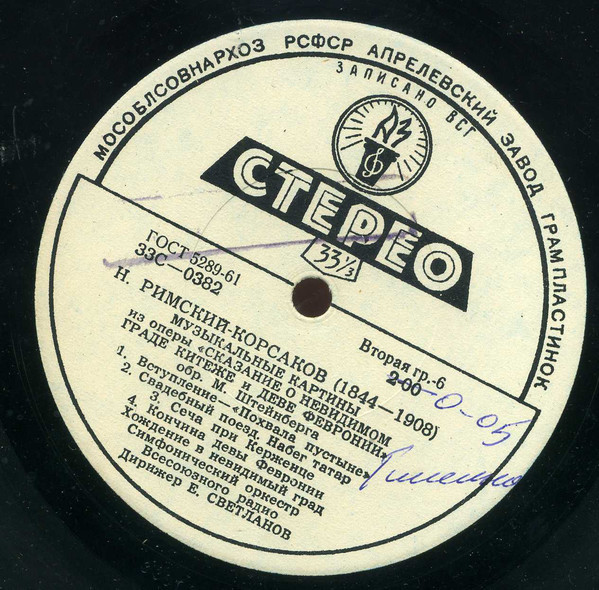 МОСОБЛСОВНАРХОЗ РСФСР АПРЕЛЕВСКИЙ ЗАВОД ГРАМПЛАСТИНОК
ЗАПИСАНО ВСГ
СТЕРЕО
33⅓
ГОСТ 5289-61
33С—0382
Вторая гр.-6
2-00
0-05
Н. РИМСКИЙ-КОРСАКОВ (1844—1908)
МУЗЫКАЛЬНЫЕ КАРТИНЫ
из оперы «СКАЗАНИЕ О НЕВИДИМОМ
ГРАДЕ КИТЕЖЕ И ДЕВЕ ФЕВРОНИИ»
обр. М. Штейнберга
1. Вступление—«Похвала пустыне»
2. Свадебный поезд. Набег татар
3. Сеча при Керженце
4. Кончина девы Февронии
Хождение в невидимый град
Симфонический оркестр
Всесоюзного радио
Дирижер Е. СВЕТЛАНОВ